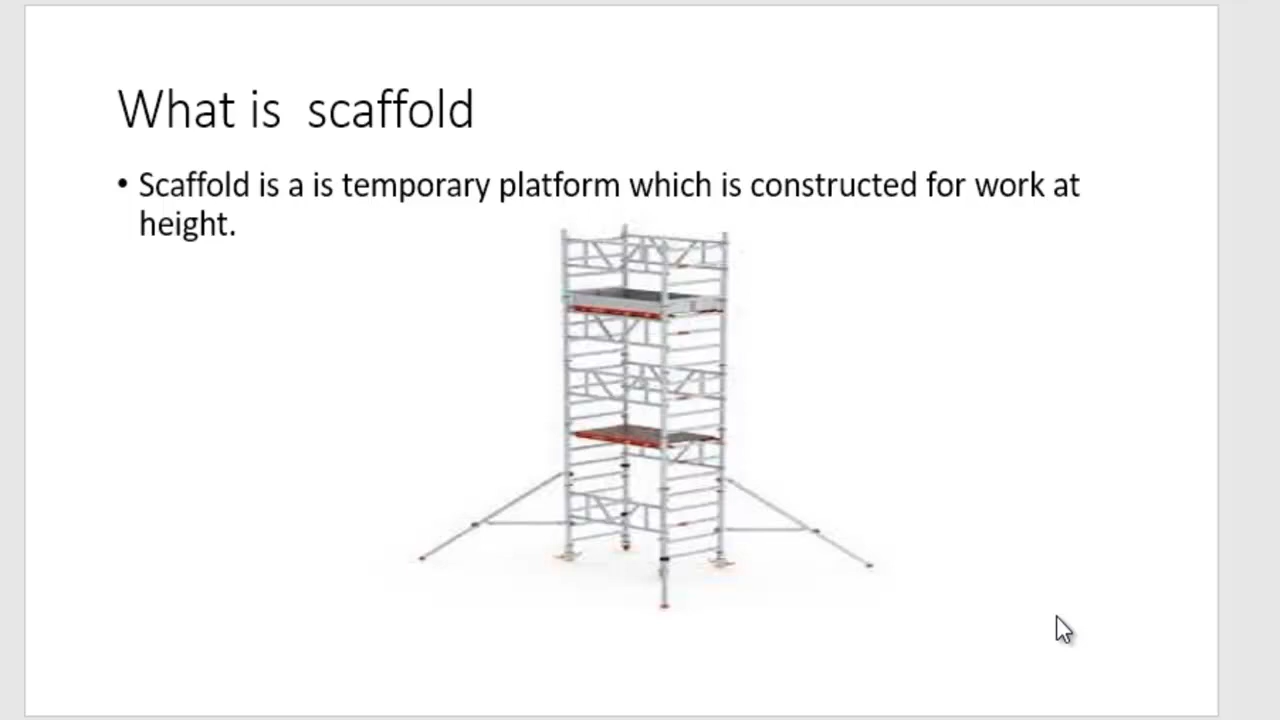 What is  scaffold
• Scaffold is a is temporary platform which is constructed for work at
height.